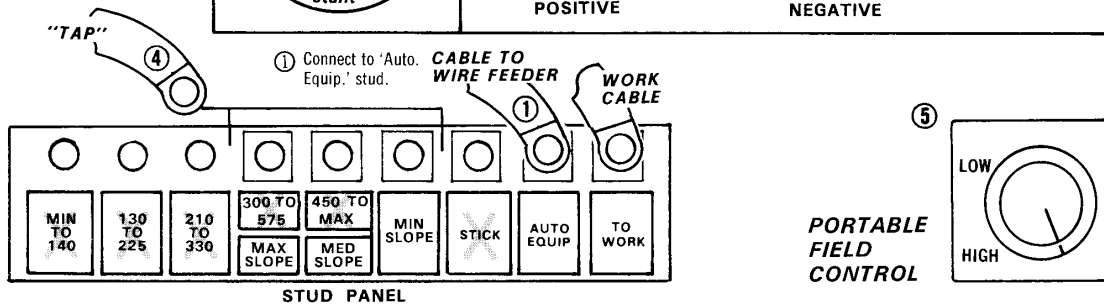 POSITIVE
NEGATIVE
"TAP"
④
① Connect to 'Auto.
Equip.' stud.
CABLE TO
WIRE FEEDER
①
WORK
CABLE
⑤
MIN
TO
140
130
TO
225
210
TO
330
300 TO
575
MAX
SLOPE
450 TO
MAX
MED
SLOPE
MIN
SLOPE
STICK
AUTO
EQUIP
TO
WORK
STUD PANEL
PORTABLE
FIELD
CONTROL
LOW
HIGH